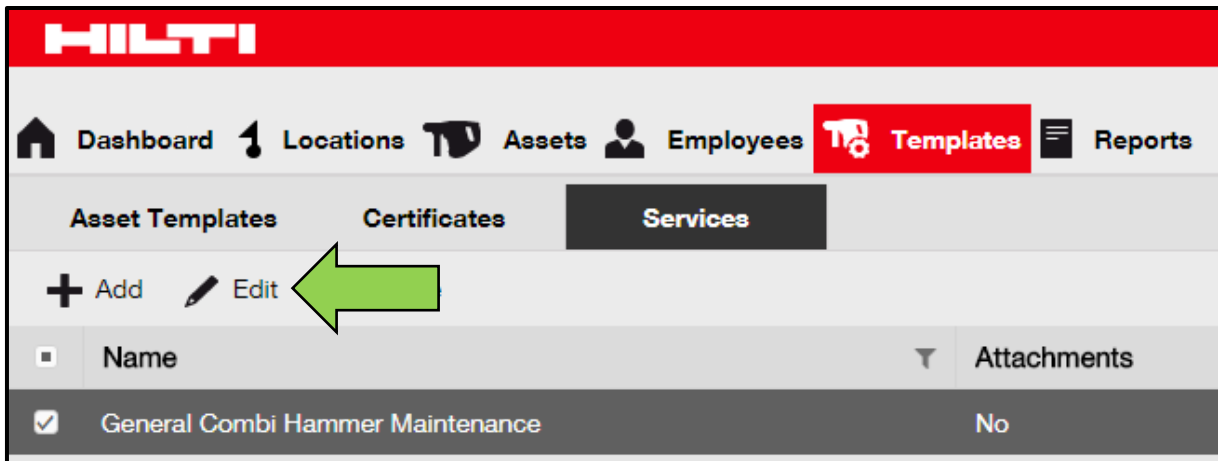 HILTI
Dashboard Locations Assets Employees Templates Reports
Asset Templates Certificates Services
Add Edit
Name Attachments
General Combi Hammer Maintenance No